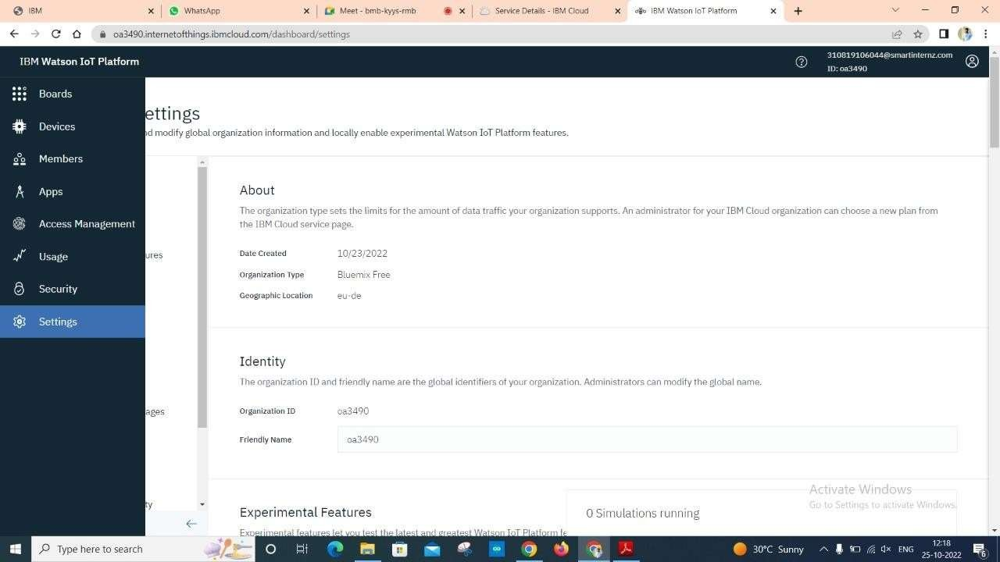 IBM
WhatsApp
Meet - bmb-kyys-rmb
Service Details - IBM Cloud
IBM Watson IoT Platform
oa3490.internetofthings.ibmcloud.com/dashboard/settings
IBM Watson IoT Platform
310819106044@smartinternz.com
ID: oa3490
Boards
Devices
Members
Apps
Access Management
Usage
Security
Settings
ettings
nd modify global organization information and locally enable experimental Watson IoT Platform features.
ures
ages
ty
About
The organization type sets the limits for the amount of data traffic your organization supports. An administrator for your IBM Cloud organization can choose a new plan from
the IBM Cloud service page.
Date Created 10/23/2022
Organization Type Bluemix Free
Geographic Location eu-de
Identity
The organization ID and friendly name are the global identifiers of your organization. Administrators can modify the global name.
Organization ID oa3490
Friendly Name oa3490
Experimental Features
Experimental features let you test the latest and greatest Watson IoT Platform
0 Simulations running
Activate Windows
Go to Settings to activate Windows.
Type here to search
30°C Sunny
ENG
12:18
25-10-2022
6